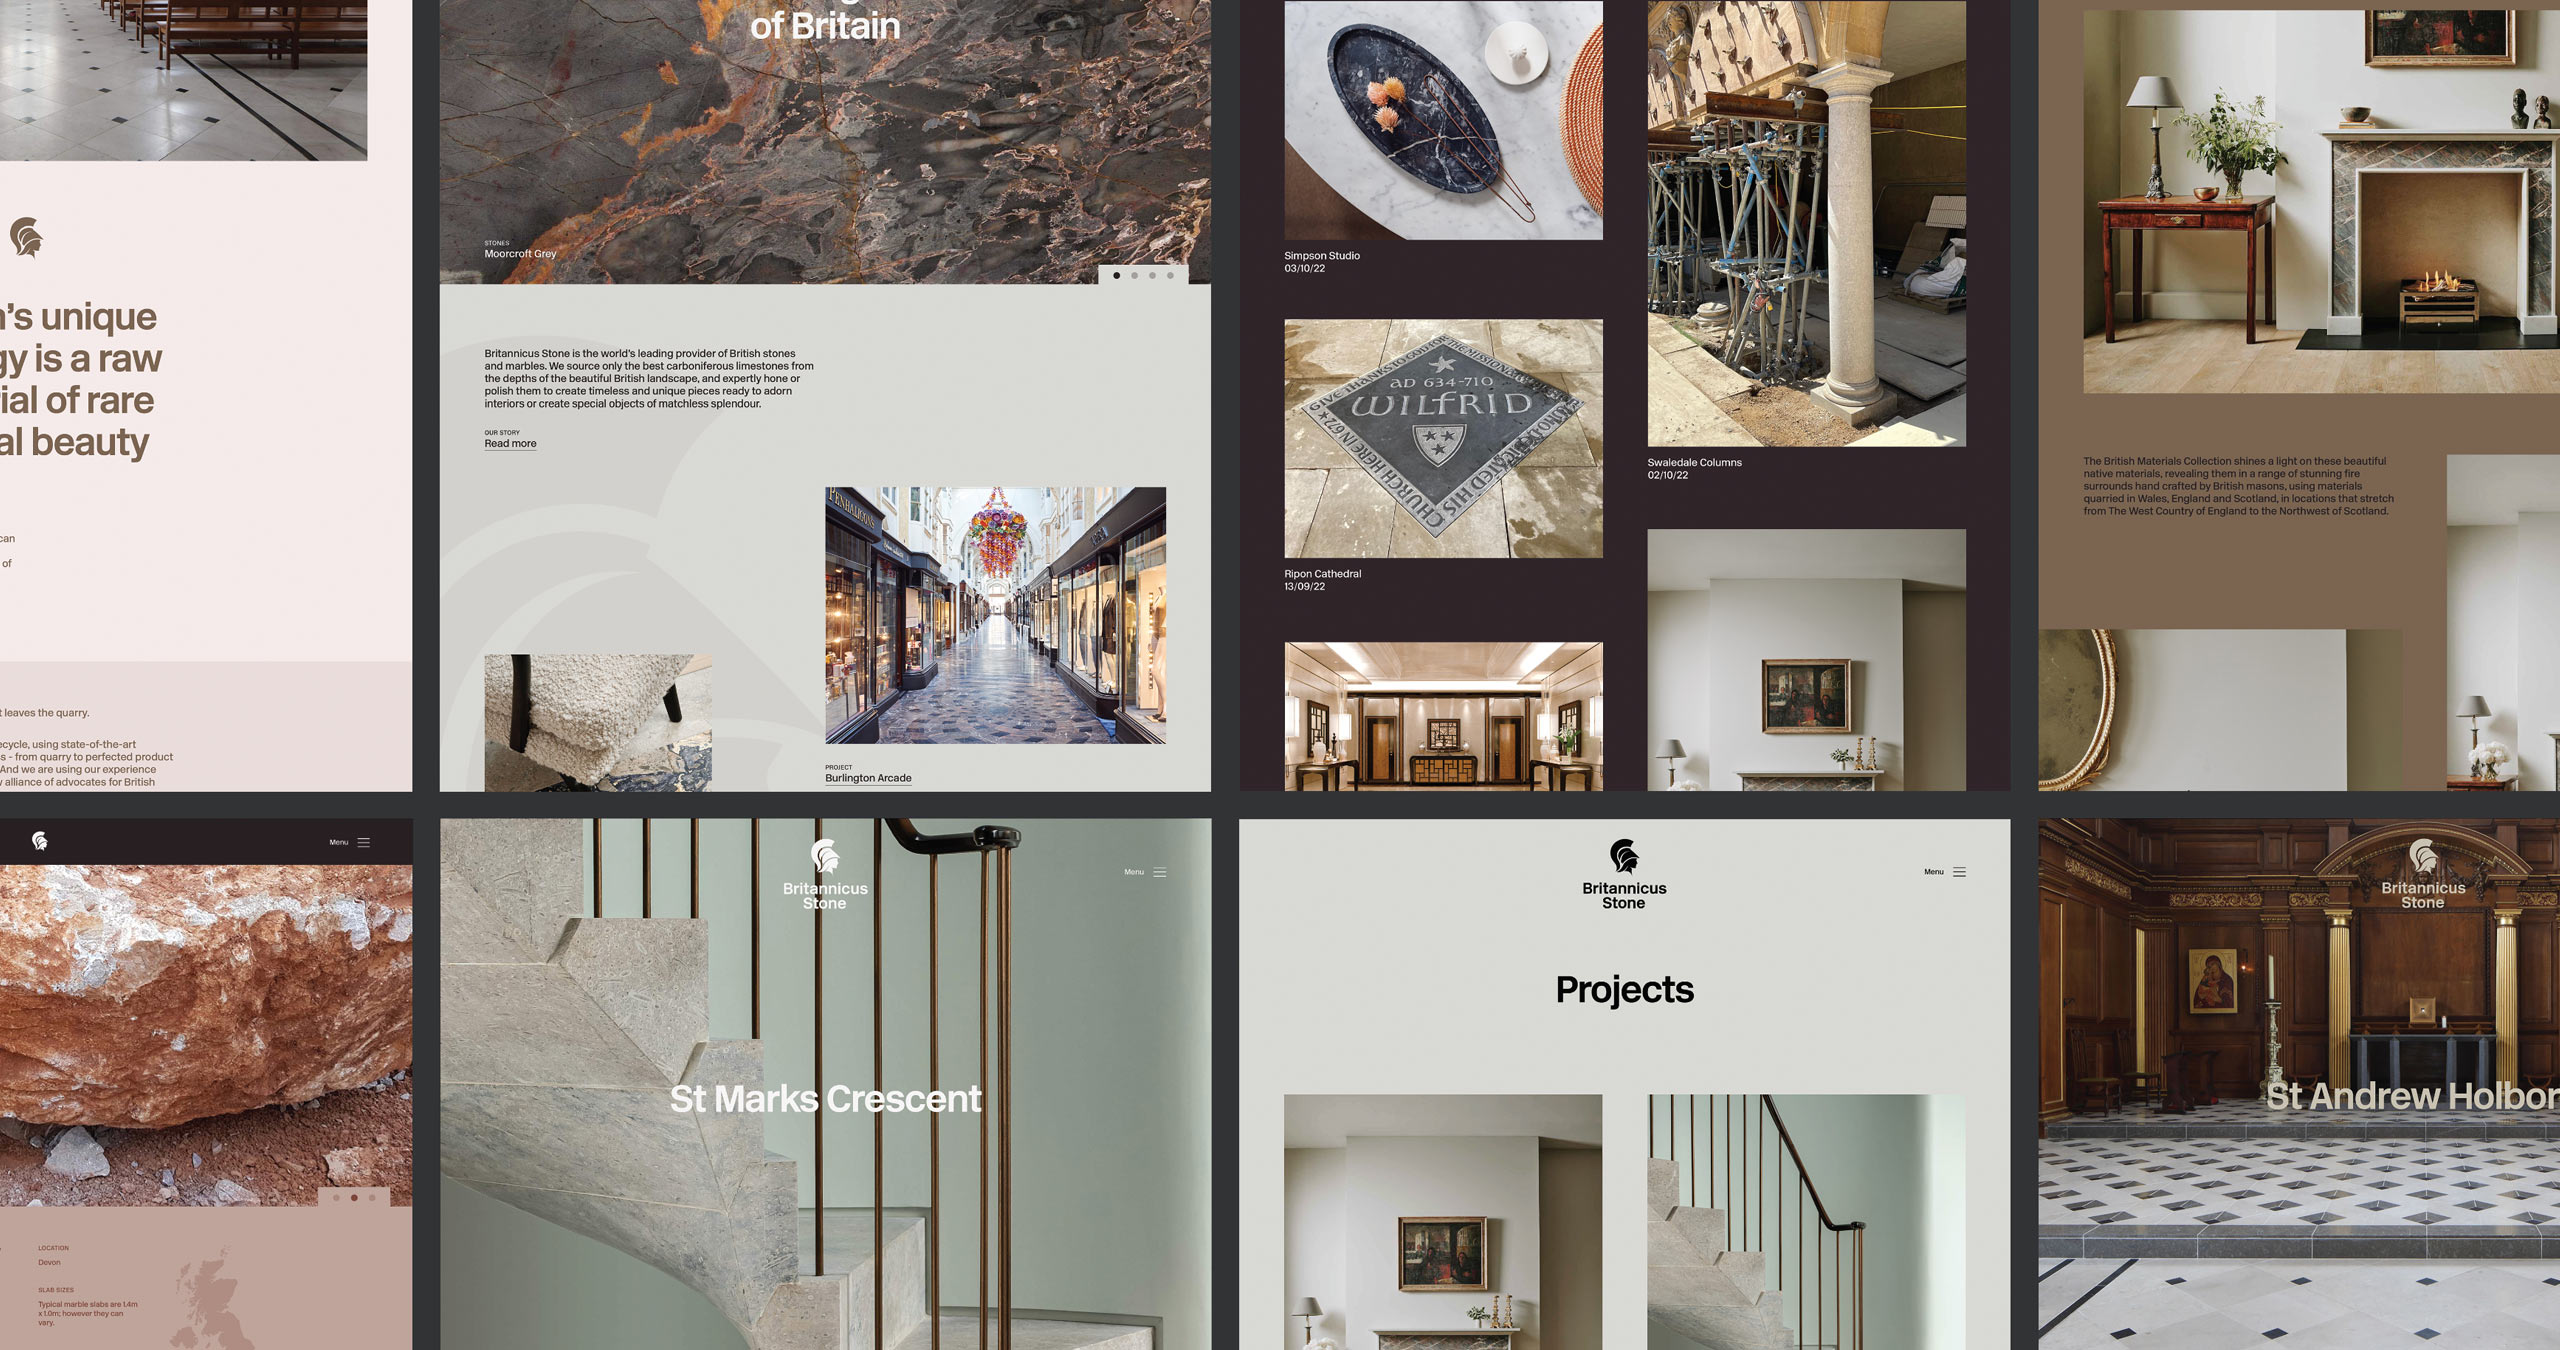 of Britain
STONES
Moorcroft Grey
Britannicus Stone is the world's leading provider of British stones
and marbles. We source only the best carboniferous limestones from
the depths of the beautiful British landscape, and expertly hone or
polish them to create timeless and unique pieces ready to adorn
interiors or create special objects of matchless splendour.
OUR STORY
Read more
PENHALIGON'S
PROJECT
Burlington Arcade
's unique
gy is a raw
ial of rare
al beauty
can
of
t leaves the quarry.
ecycle, using state-of-the-art
s - from quarry to perfected product
And we are using our experience
alliance of advocates for British
Simpson Studio
03/10/22
AD 634-710
WILFRID
CHURCH HERE IN 672
Ripon Cathedral
13/09/22
Swaledale Columns
02/10/22
The British Materials Collection shines a light on these beautiful
native materials, revealing them in a range of stunning fire
surrounds hand crafted by British masons, using materials
quarried in Wales, England and Scotland, in locations that stretch
from The West Country of England to the Northwest of Scotland.
Menu
LOCATION
Devon
SLAB SIZES
Typical marble slabs are 1.4m
x 1.0m; however they can
vary.
Britannicus
Stone
Menu
St Marks Crescent
Britannicus
Stone
Menu
Projects
Britannicus
Stone
St Andrew Holbor